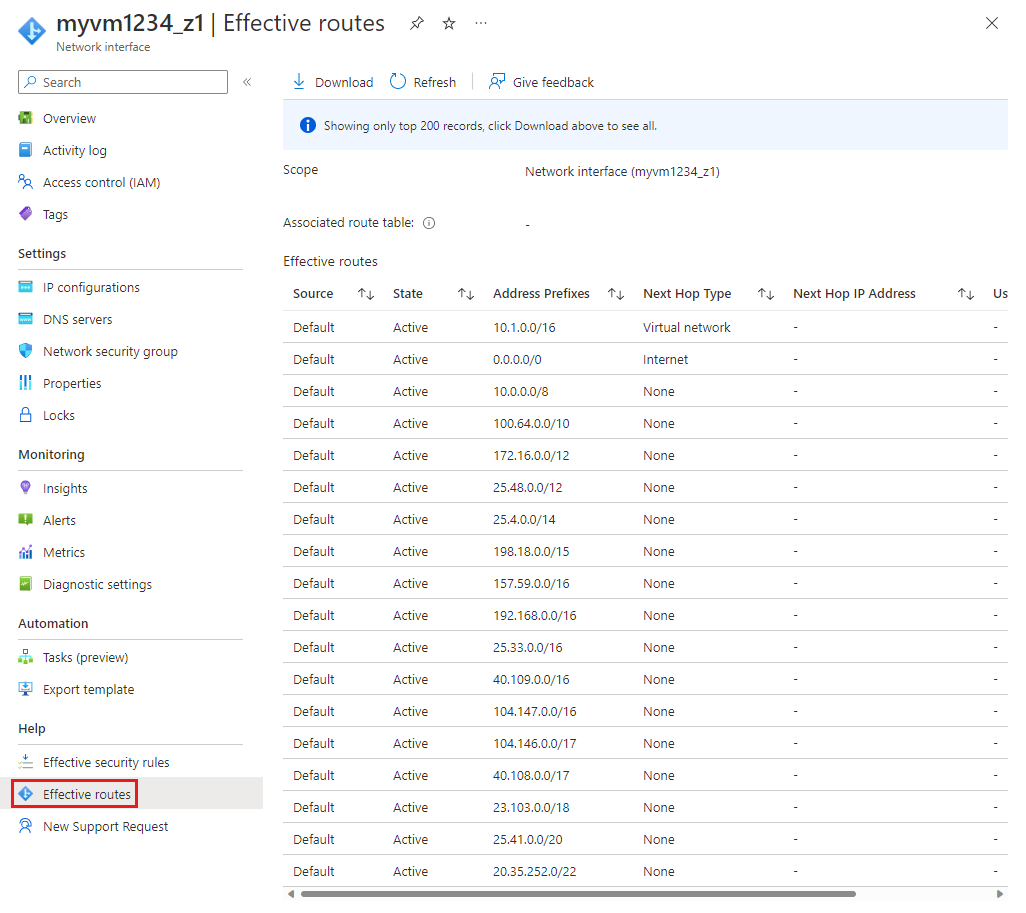 myvm1234_z1 | Effective routes ...
Network interface
Search «
Overview
Activity log
Access control (IAM)
Tags
Settings
IP configurations
DNS servers
Network security group
Properties
Locks
Monitoring
Insights
Alerts
Metrics
Diagnostic settings
Automation
Tasks (preview)
Export template
Help
Effective security rules
Effective routes
New Support Request
Download Refresh Give feedback
Showing only top 200 records, click Download above to see all.
Scope Network interface (myvm1234_z1)
Associated route table: -
Effective routes
Source State Address Prefixes Next Hop Type Next Hop IP Address Us
Default Active 10.1.0.0/16 Virtual network - -
Default Active 0.0.0.0/0 Internet - -
Default Active 10.0.0.0/8 None - -
Default Active 100.64.0.0/10 None - -
Default Active 172.16.0.0/12 None - -
Default Active 25.48.0.0/12 None - -
Default Active 25.4.0.0/14 None - -
Default Active 198.18.0.0/15 None - -
Default Active 157.59.0.0/16 None - -
Default Active 192.168.0.0/16 None - -
Default Active 25.33.0.0/16 None - -
Default Active 40.109.0.0/16 None - -
Default Active 104.147.0.0/16 None - -
Default Active 104.146.0.0/17 None - -
Default Active 40.108.0.0/17 None - -
Default Active 23.103.0.0/18 None - -
Default Active 25.41.0.0/20 None - -
Default Active 20.35.252.0/22 None - -